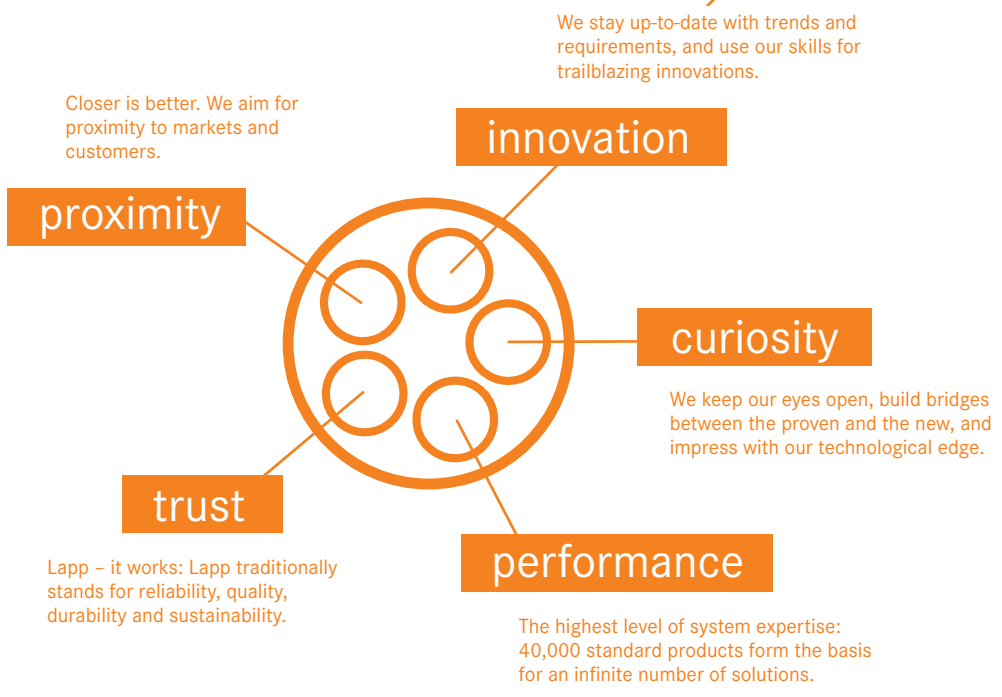 We stay up-to-date with trends and
requirements, and use our skills for
trailblazing innovations.
innovation
Closer is better. We aim for
proximity to markets and
customers.
proximity
curiosity
We keep our eyes open, build bridges
between the proven and the new, and
impress with our technological edge.
trust
Lapp – it works: Lapp traditionally
stands for reliability, quality,
durability and sustainability.
performance
The highest level of system expertise:
40,000 standard products form the basis
for an infinite number of solutions.